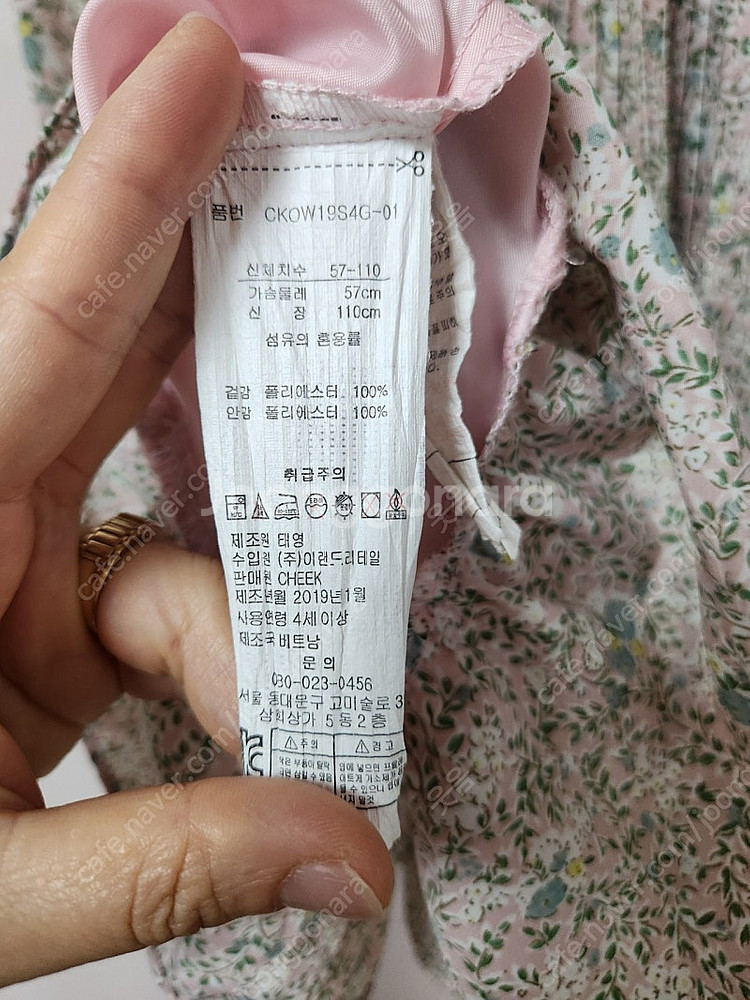 품번 CKOW19S4G-01
신체치수 57-110
가슴둘레 57cm
신 장 110cm
섬유의 혼용률
겉감 폴리에스터 100%
안감 폴리에스터 100%
취급주의
제조원 태영
수입원 (주)이랜드리테일
판매원 CHEEK
제조년월 2019년1월
사용연령 4세이상
제조국 베트남
문 의
080-023-0456
서울 동대문구 고미술로 3
삼희상가 5동2층
⚠주의 ⚠경고
cafe.naver.com/joonggonara
joonggonara